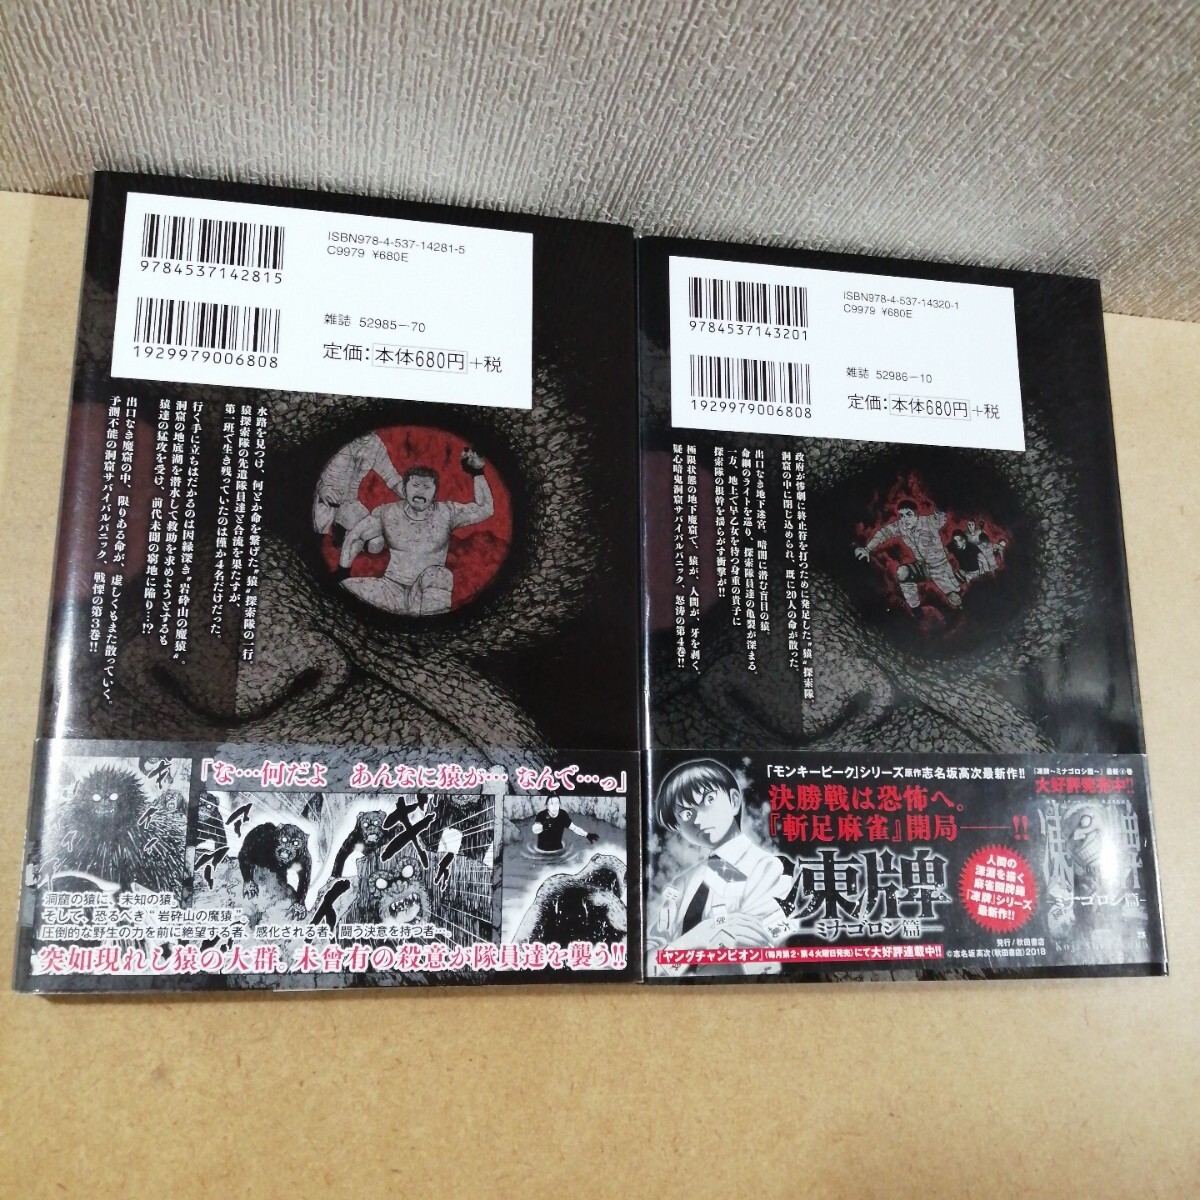 ISBN978-4-537-14281-5
C9979 ¥680E
9784537142815
雑誌 52985-70
1929979006808
定価:本体680円+税
水路を見つけ、何とか命を繋げた“猿”探索隊の一行。
猿探索隊の先遣隊員達と合流を果たすが、
第一班で生き残っていたのは僅か4名だけだった。
行く手に立ちはだかるのは因縁深き“岩砕山の魔猿”。
洞窟の地底湖を潜水して救助を求めようとするも
猿達の猛攻を受け、前代未聞の窮地に陥り…!?
出口なき魔窟の中、限りある命が、虚しくもまた散っていく。
予測不能の洞窟サバイバルパニック、戦慄の第3巻!!
「な…何だよ あんなに猿が… なんで…っ」
洞窟の猿に、未知の猿。
そして、恐るべき“岩砕山の魔猿”。
圧倒的な野生の力を前に絶望する者、感化される者、闘う決意を持つ者…
突如現れし猿の大群。未曾有の殺意が隊員達を襲う!!
ISBN978-4-537-14320-1
C9979 ¥680E
9784537143201
雑誌 52986-10
1929979006808
定価:本体680円+税
政府が惨劇に終止符を打つために発足した“猿”探索隊。
洞窟の中に閉じ込められ、既に20人の命が散った。
出口なき地下迷宮、暗闇に潜む盲目の猿。
命綱のライトを巡り、探索隊員達の亀裂が深まる。
一方、地上で早乙女を待つ身重の貴子に
探索隊の根幹を揺らがす衝撃が!!
極限状態の地下魔窟で、猿が、人間が、牙を剥く。
疑心暗鬼洞窟サバイバルパニック、怒涛の第4巻!!
「モンキーピーク」シリーズ原作志名坂高次最新作!!
決勝戦は恐怖へ。
『斬足麻雀』開局——!!
凍牌
ミナゴロシ篇
「ヤングチャンピオン」(毎月第2・第4火曜日発売)にて大好評連載中!!
人間の
深淵を描く
麻雀闘牌録
「凍牌」シリーズ
最新作!!
「凍牌~ミナゴロシ篇~」最新
大好評発売中!!
ミナゴロシ篇
発行/秋田書店
©志名坂高次(秋田書店)2018